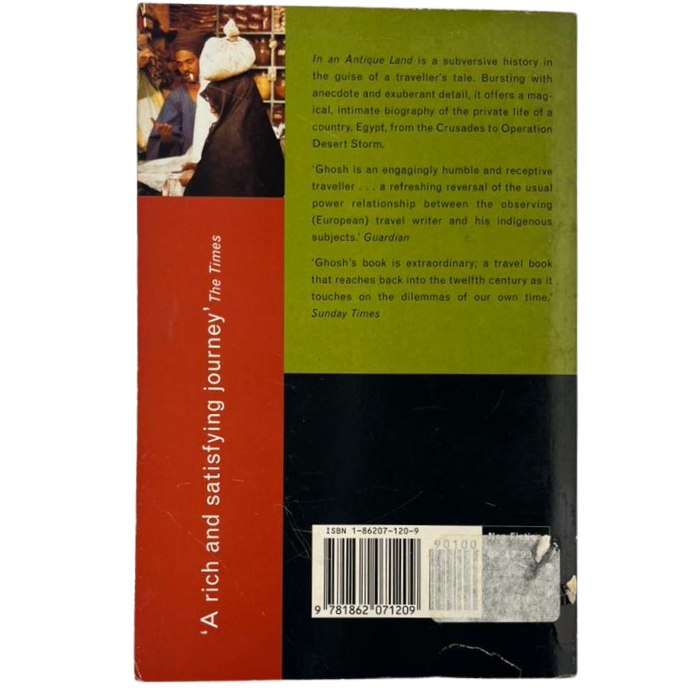 In an Antique Land is a subversive history in
the guise of a traveller's tale. Bursting with
anecdote and exuberant detail, it offers a mag-
ical, intimate biography of the private life of a
country, Egypt, from the Crusades to Operation
Desert Storm.
'Ghosh is an engagingly humble and receptive
traveller . . . a refreshing reversal of the usual
power relationship between the observing
(European) travel writer and his indigenous
subjects.' Guardian
'Ghosh's book is extraordinary; a travel book
that reaches back into the twelfth century as it
touches on the dilemmas of our own time.'
Sunday Times
'A rich and satisfying journey' The Times
ISBN 1-86207-120-9
90100
9 781862 071209
Non Fiction